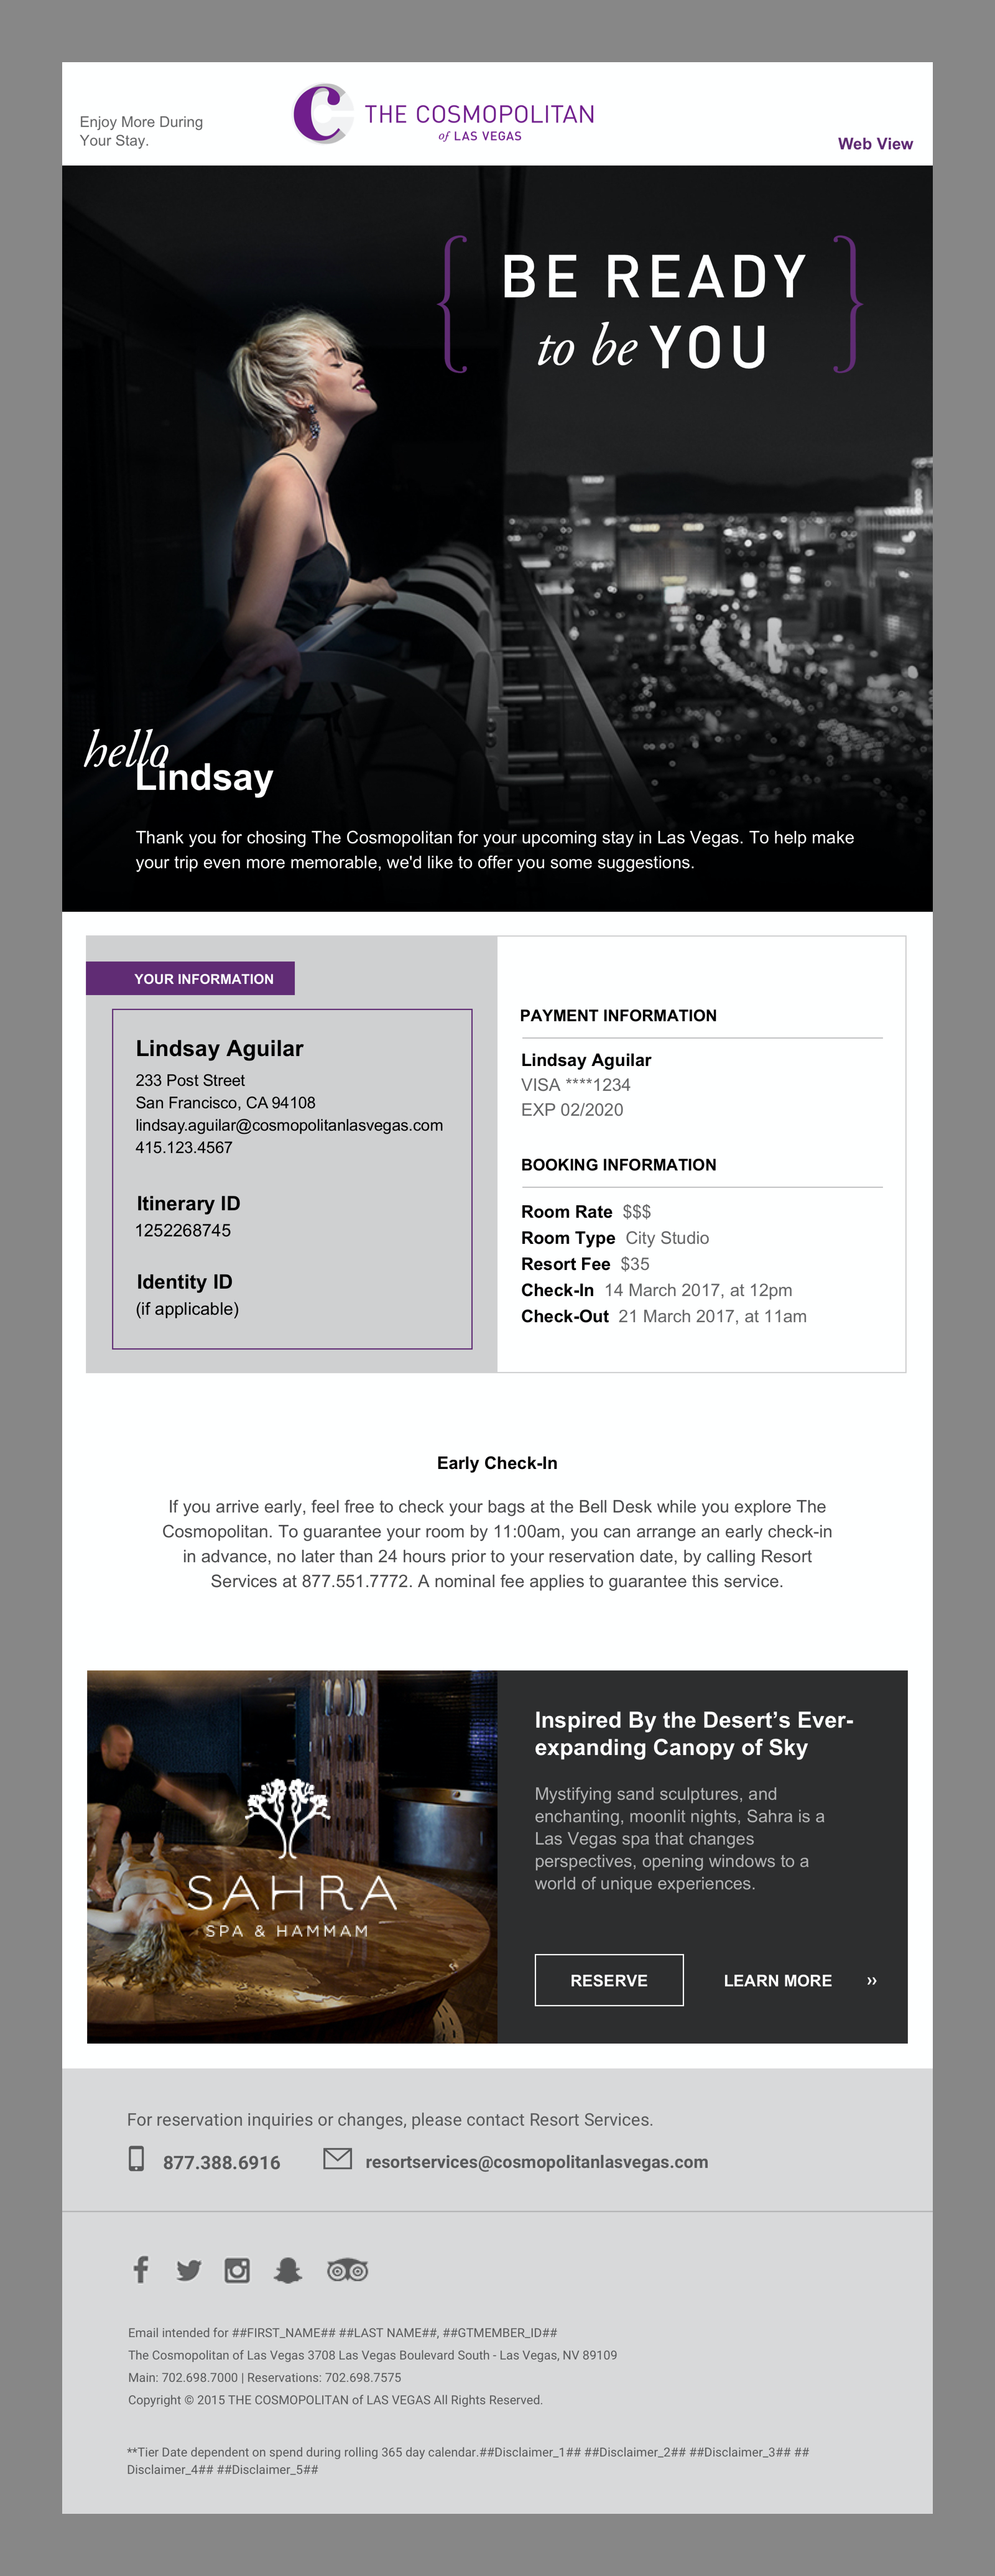 Enjoy More During
Your Stay.
C THE COSMOPOLITAN
of LAS VEGAS
Web View
{ BE READY
to be YOU }
hello
Lindsay
Thank you for chosing The Cosmopolitan for your upcoming stay in Las Vegas. To help make
your trip even more memorable, we'd like to offer you some suggestions.
YOUR INFORMATION
Lindsay Aguilar
233 Post Street
San Francisco, CA 94108
lindsay.aguilar@cosmopolitanlasvegas.com
415.123.4567
Itinerary ID
1252268745
Identity ID
(if applicable)
PAYMENT INFORMATION
Lindsay Aguilar
VISA ****1234
EXP 02/2020
BOOKING INFORMATION
Room Rate $$$
Room Type City Studio
Resort Fee $35
Check-In 14 March 2017, at 12pm
Check-Out 21 March 2017, at 11am
Early Check-In
If you arrive early, feel free to check your bags at the Bell Desk while you explore The
Cosmopolitan. To guarantee your room by 11:00am, you can arrange an early check-in
in advance, no later than 24 hours prior to your reservation date, by calling Resort
Services at 877.551.7772. A nominal fee applies to guarantee this service.
SAHRA
SPA & HAMMAM
Inspired By the Desert’s Ever-
expanding Canopy of Sky
Mystifying sand sculptures, and
enchanting, moonlit nights, Sahra is a
Las Vegas spa that changes
perspectives, opening windows to a
world of unique experiences.
RESERVE
LEARN MORE ››
For reservation inquiries or changes, please contact Resort Services.
877.388.6916
resortservices@cosmopolitanlasvegas.com
Email intended for ##FIRST_NAME## ##LAST NAME##, ##GTMEMBER_ID##
The Cosmopolitan of Las Vegas 3708 Las Vegas Boulevard South - Las Vegas, NV 89109
Main: 702.698.7000 | Reservations: 702.698.7575
Copyright © 2015 THE COSMOPOLITAN of LAS VEGAS All Rights Reserved.
**Tier Date dependent on spend during rolling 365 day calendar.##Disclaimer_1## ##Disclaimer_2## ##Disclaimer_3## ##
Disclaimer_4## ##Disclaimer_5##